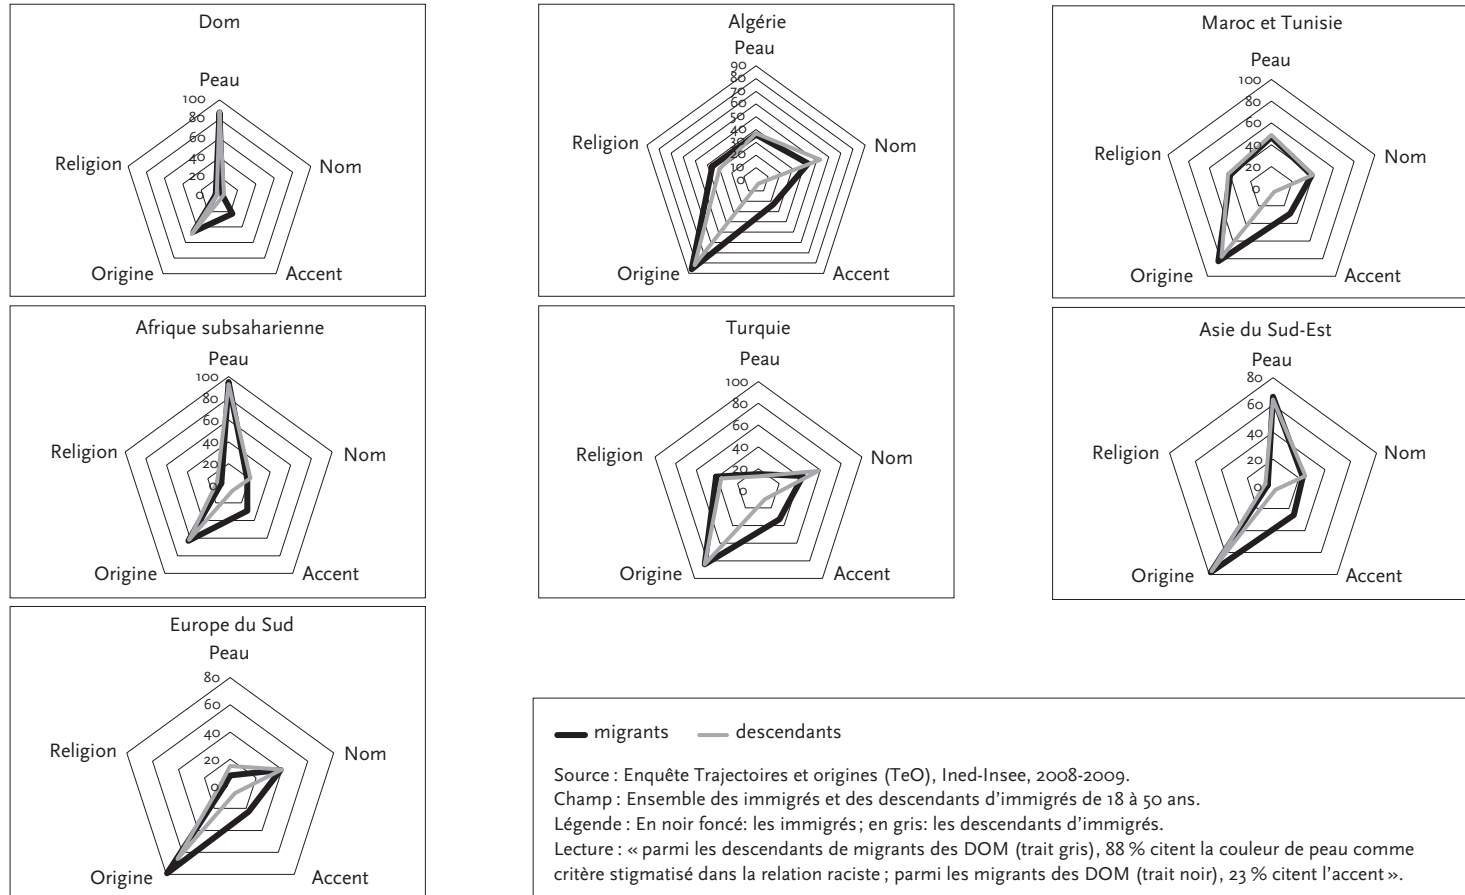 Dom
Peau
100
80
60
40
20
0
Religion
Nom
Origine
Accent
Algérie
Peau
90
80
70
60
50
40
30
20
10
0
Religion
Nom
Origine
Accent
Maroc et Tunisie
Peau
100
80
60
40
20
0
Religion
Nom
Origine
Accent
Afrique subsaharienne
Peau
100
80
60
40
20
0
Religion
Nom
Origine
Accent
Turquie
Peau
100
80
60
40
20
0
Religion
Nom
Origine
Accent
Asie du Sud-Est
Peau
80
60
40
20
0
Religion
Nom
Origine
Accent
Europe du Sud
Peau
80
60
40
20
0
Religion
Nom
Origine
Accent
migrants descendants
Source : Enquête Trajectoires et origines (TeO), Ined-Insee, 2008-2009.
Champ : Ensemble des immigrés et des descendants d'immigrés de 18 à 50 ans.
Légende : En noir foncé: les immigrés ; en gris: les descendants d'immigrés.
Lecture : « parmi les descendants de migrants des DOM (trait gris), 88 % citent la couleur de peau comme
critère stigmatisé dans la relation raciste ; parmi les migrants des DOM (trait noir), 23 % citent l'accent ».